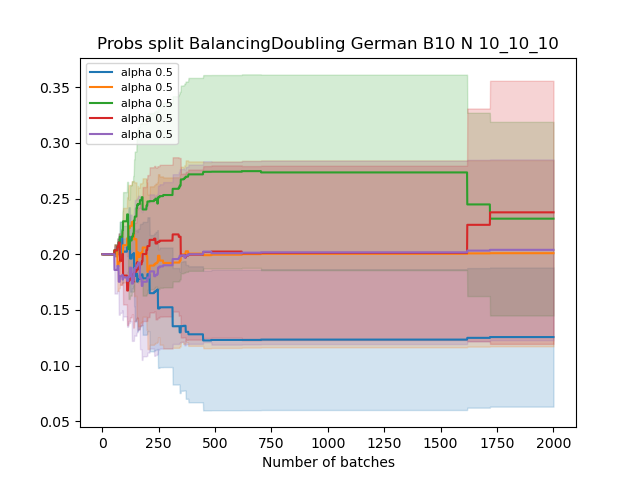 Probs split BalancingDoubling German B10 N 10_10_10
alpha 0.5
alpha 0.5
alpha 0.5
alpha 0.5
alpha 0.5
0.35
0.30
0.25
0.20
0.15
0.10
0.05
0 250 500 750 1000 1250 1500 1750 2000
Number of batches